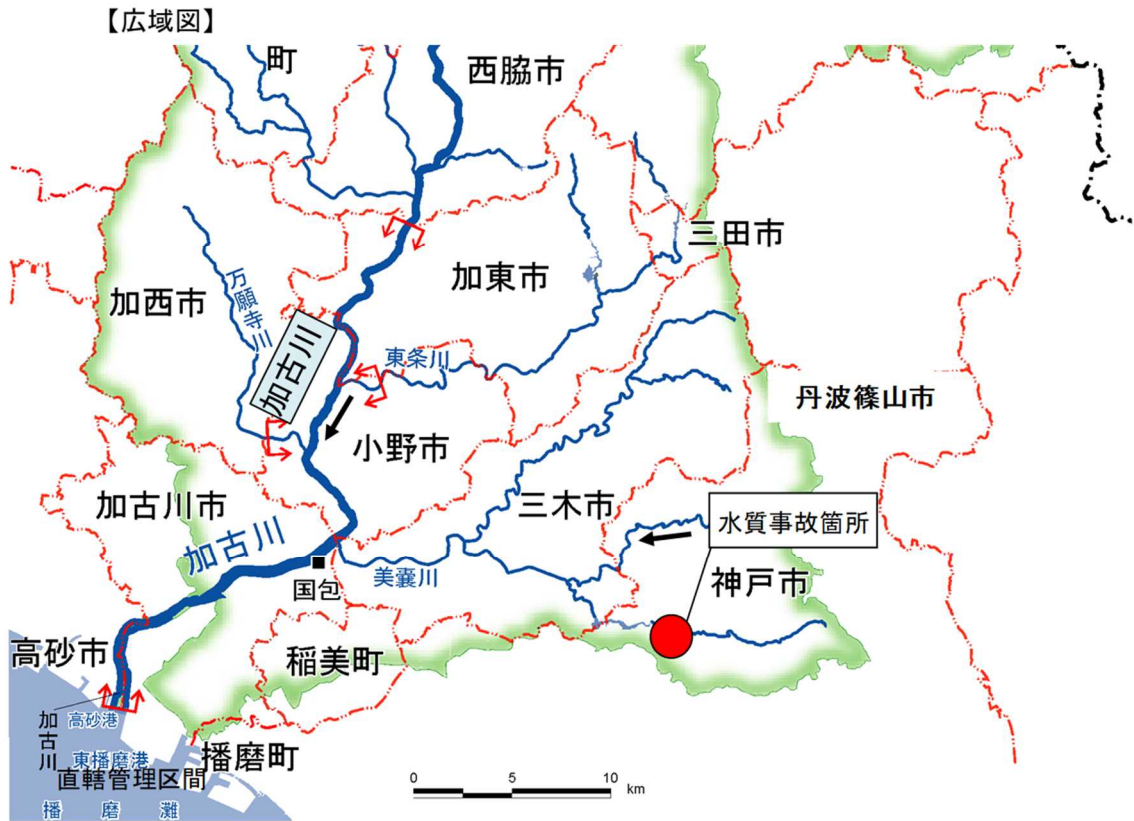 【広域図】
町
西脇市
三田市
加東市
加西市
万願寺川
加古川
東条川
丹波篠山市
小野市
加古川市
三木市
水質事故箇所
加古川
美嚢川
国包
神戸市
高砂市
稲美町
加古川
高砂港
東播磨港
播磨町
直轄管理区間
播磨灘
0 5 10
km